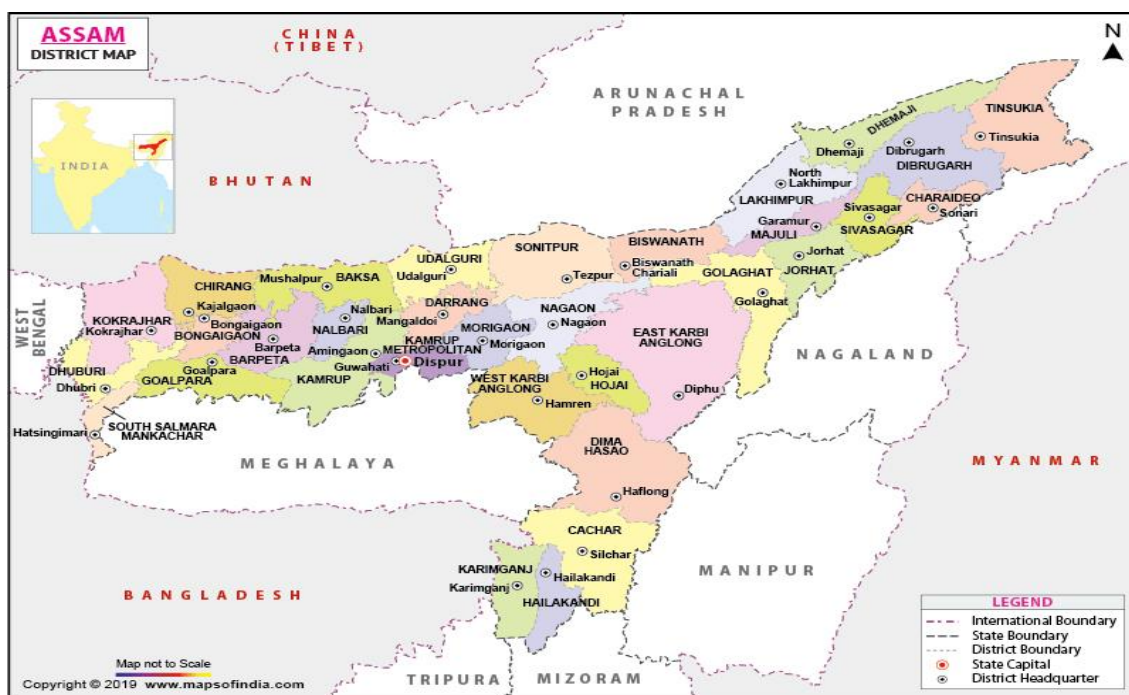 ASSAM
DISTRICT MAP
CHINA
(TIBET)
N
ARUNACHAL
PRADESH
INDIA
BHUTAN
DHEMAJI
Dhemaji
TINSUKIA
Tinsukia
Dibrugarh
DIBRUGARH
North
Lakhimpur
LAKHIMPUR
CHARAIDEO
Sonari
Sivasagar
SIVASAGAR
Garamur
MAJULI
Jorhat
JORHAT
UDALGURI
Udalguri
SONITPUR
Tezpur
BISWANATH
Biswanath
Chariali
GOLAGHAT
Golaghat
CHIRANG
Kajalgaon
Mushalpur
BAKSA
WEST
BENGAL
KOKRAJHAR
Kokrajhar
Bongaigaon
BONGAIGAON
Barpeta
BARPETA
Nalbari
NALBARI
DARRANG
Mangaldoi
Amingaon
KAMRUP
METROPOLITAN
Guwahati
Dispur
MORIGAON
Morigaon
NAGAON
Nagaon
EAST KARBI
ANGLONG
Diphu
NAGALAND
DHUBURI
Dhubri
Goalpara
GOALPARA
KAMRUP
WEST KARBI
ANGLONG
Hamren
Hojai
HOJAI
Hatsingimari
SOUTH SALMARA
MANKACHAR
MEGHALAYA
DIMA
HASAO
Haflong
MYANMAR
CACHAR
Silchar
KARIMGANJ
Karimganj
Hailakandi
HAILAKANDI
MANIPUR
BANGLADESH
TRIPURA
MIZORAM
LEGEND
International Boundary
State Boundary
District Boundary
State Capital
District Headquarter
Map not to Scale
Copyright © 2019 www.mapsofindia.com